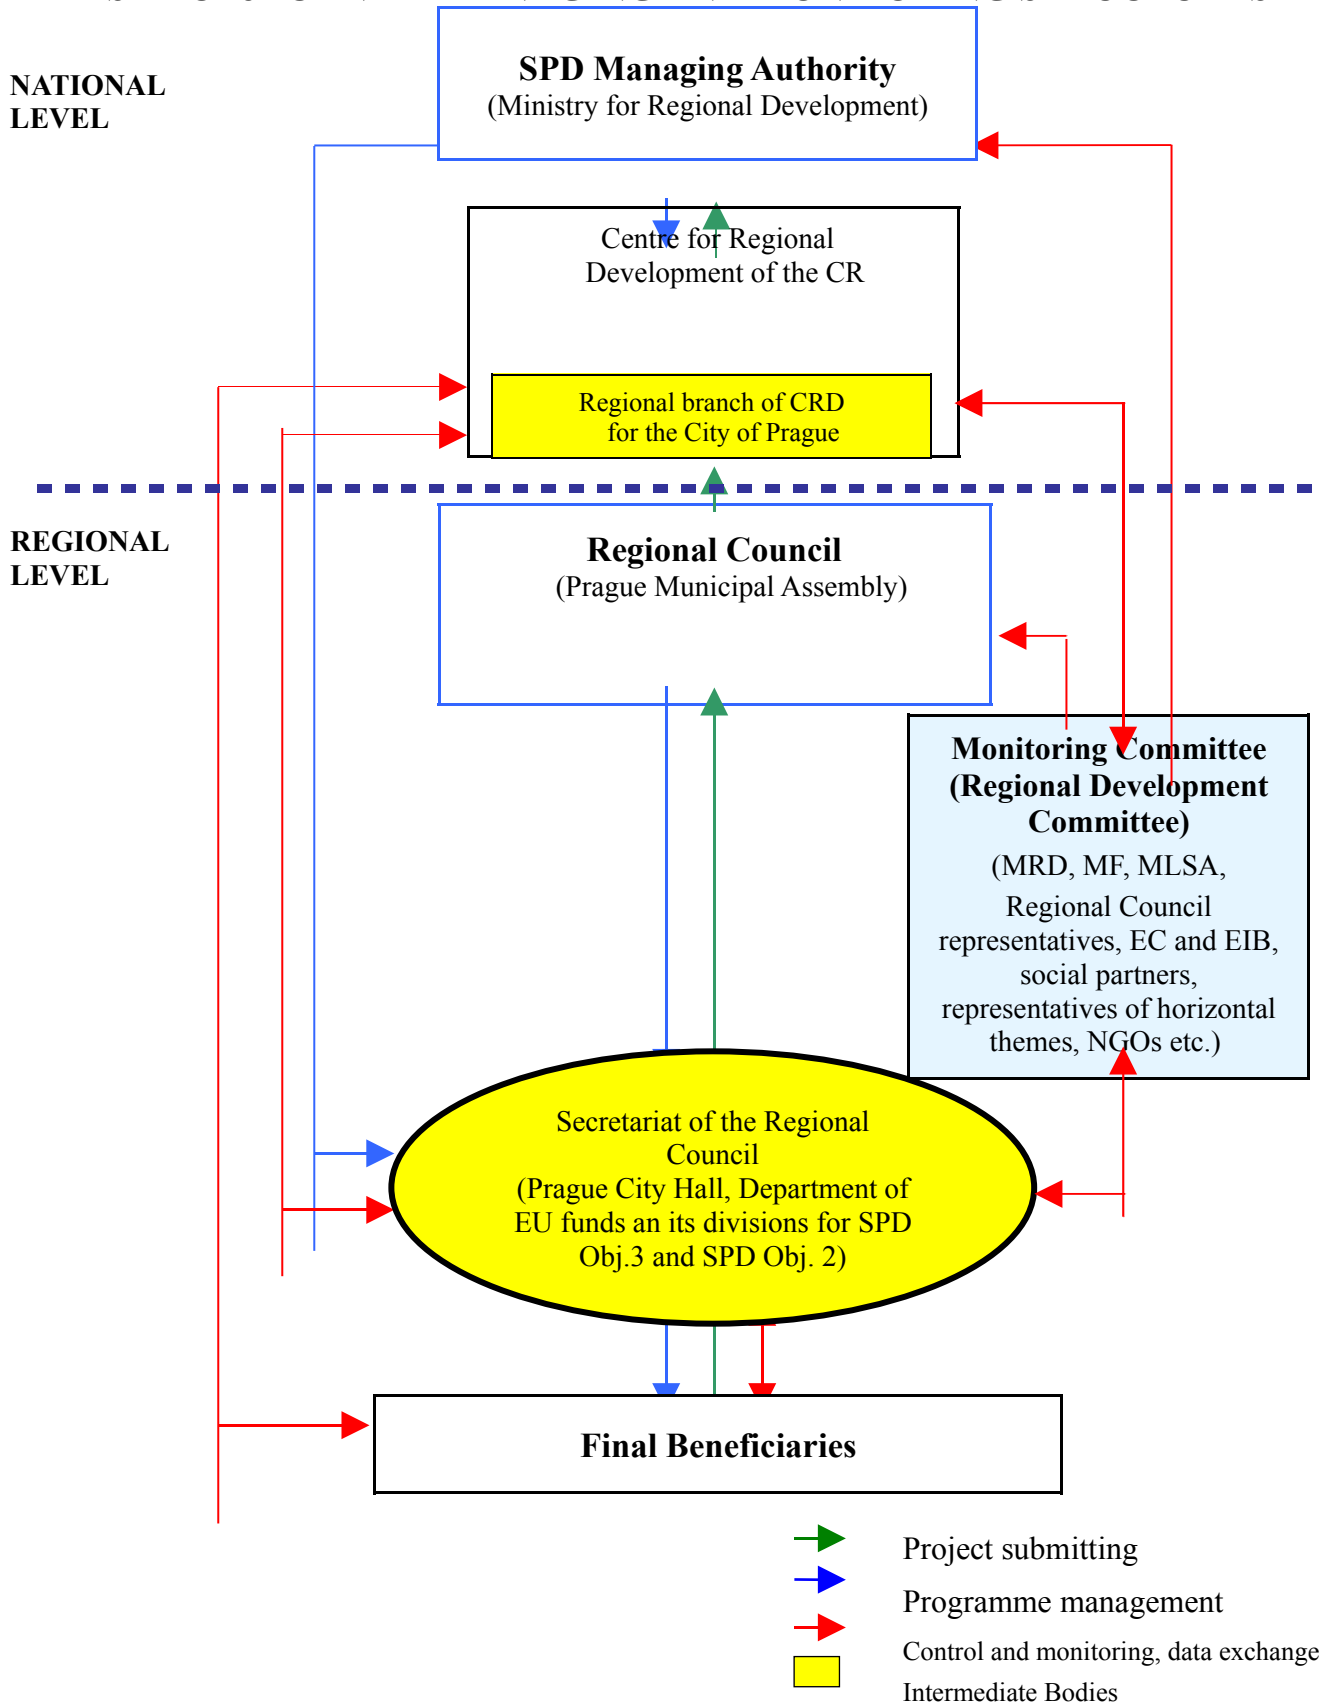 NATIONAL
LEVEL
SPD Managing Authority
(Ministry for Regional Development)
Centre for Regional
Development of the CR
Regional branch of CRD
for the City of Prague
REGIONAL
LEVEL
Regional Council
(Prague Municipal Assembly)
Monitoring Committee
(Regional Development
Committee)
(MRD, MF, MLSA,
Regional Council
representatives, EC and EIB,
social partners,
representatives of horizontal
themes, NGOs etc.)
Secretariat of the Regional
Council
(Prague City Hall, Department of
EU funds an its divisions for SPD
Obj.3 and SPD Obj. 2)
Final Beneficiaries
Project submitting
Programme management
Control and monitoring, data exchange
Intermediate Bodies